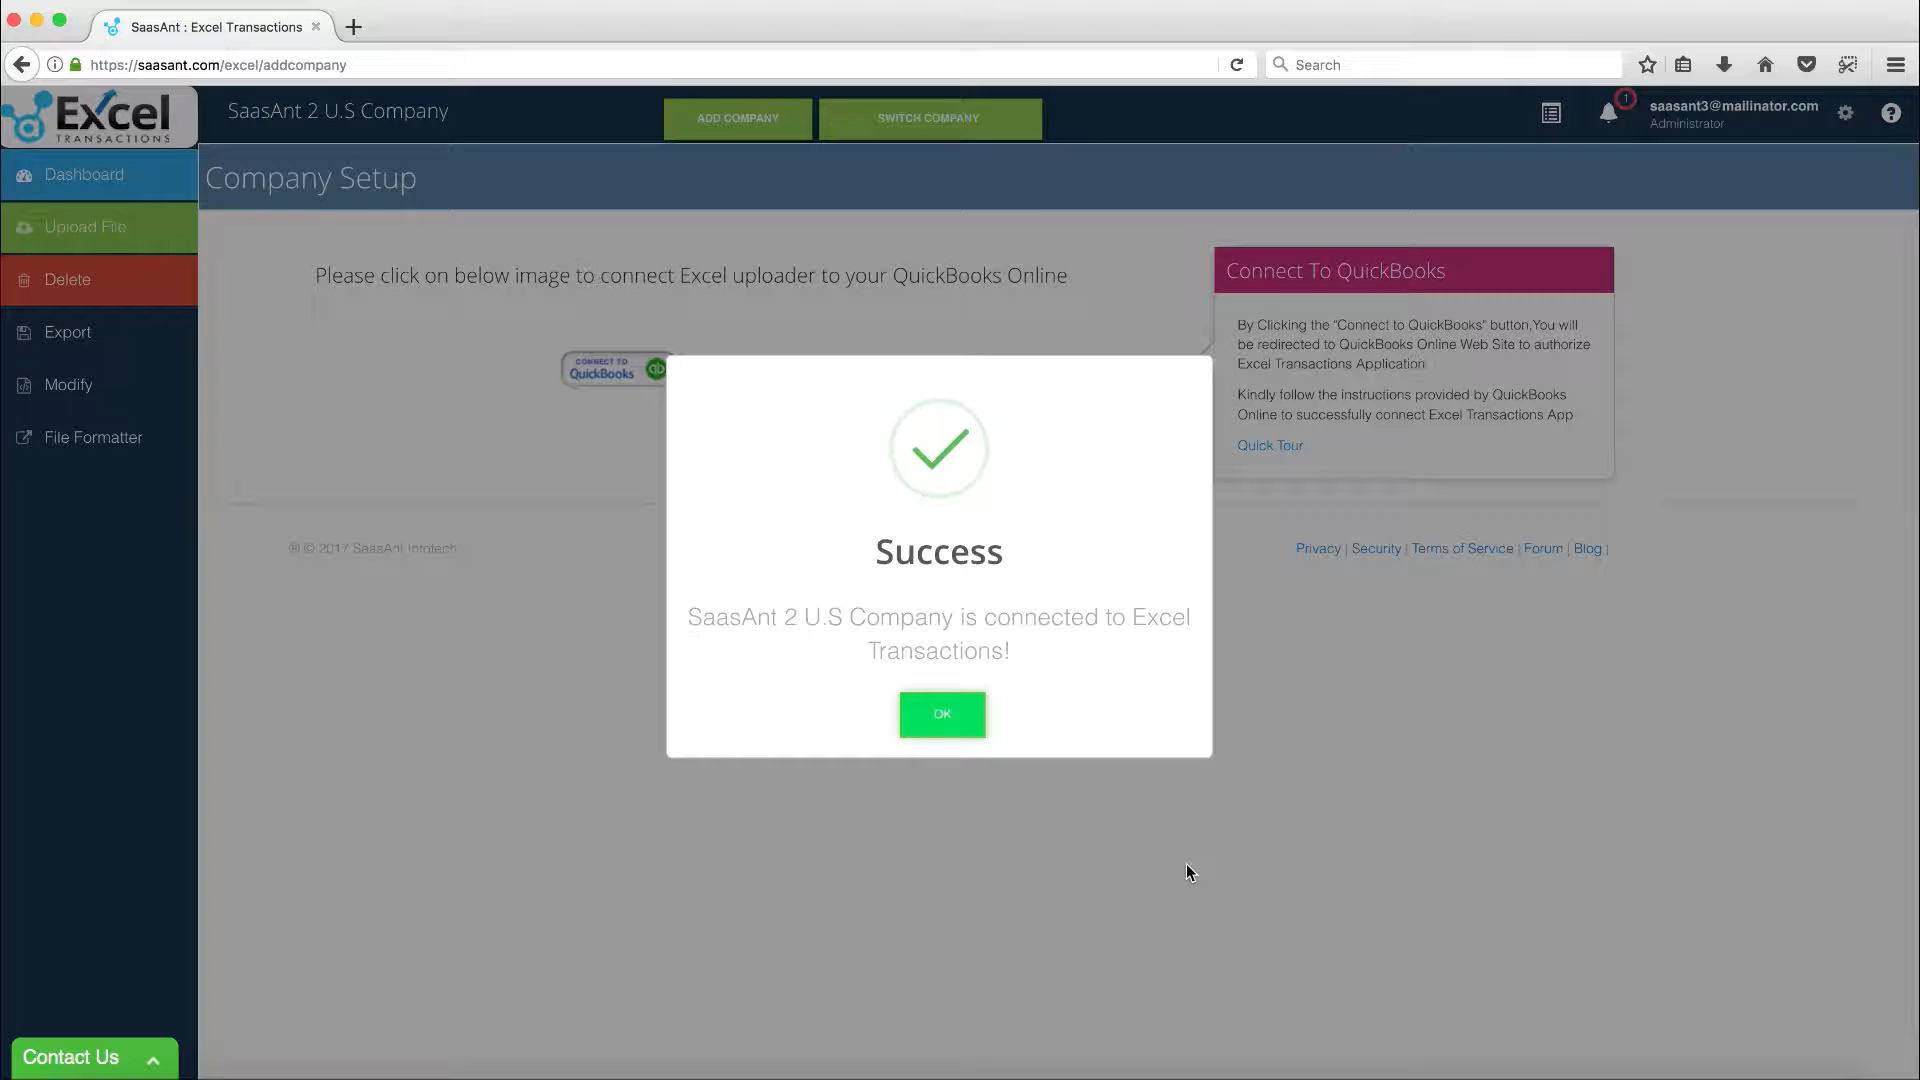 SaasAnt : Excel Transactions
https://saasant.com/excel/addcompany
Search
Excel
TRANSACTIONS
SaasAnt 2 U.S Company
ADD COMPANY
SWITCH COMPANY
1
saasant3@mailinator.com
Administrator
Dashboard
Upload File
Delete
Export
Modify
File Formatter
Company Setup
Please click on below image to connect Excel uploader to your QuickBooks Online
CONNECT TO
QuickBooks
qb
Connect To QuickBooks
By Clicking the "Connect to QuickBooks" button,You will
be redirected to QuickBooks Online Web Site to authorize
Excel Transactions Application
Kindly follow the instructions provided by QuickBooks
Online to successfully connect Excel Transactions App
Quick Tour
Success
SaasAnt 2 U.S Company is connected to Excel
Transactions!
OK
® © 2017 SaasAnt Infotech
Privacy | Security | Terms of Service | Forum | Blog |
Contact Us